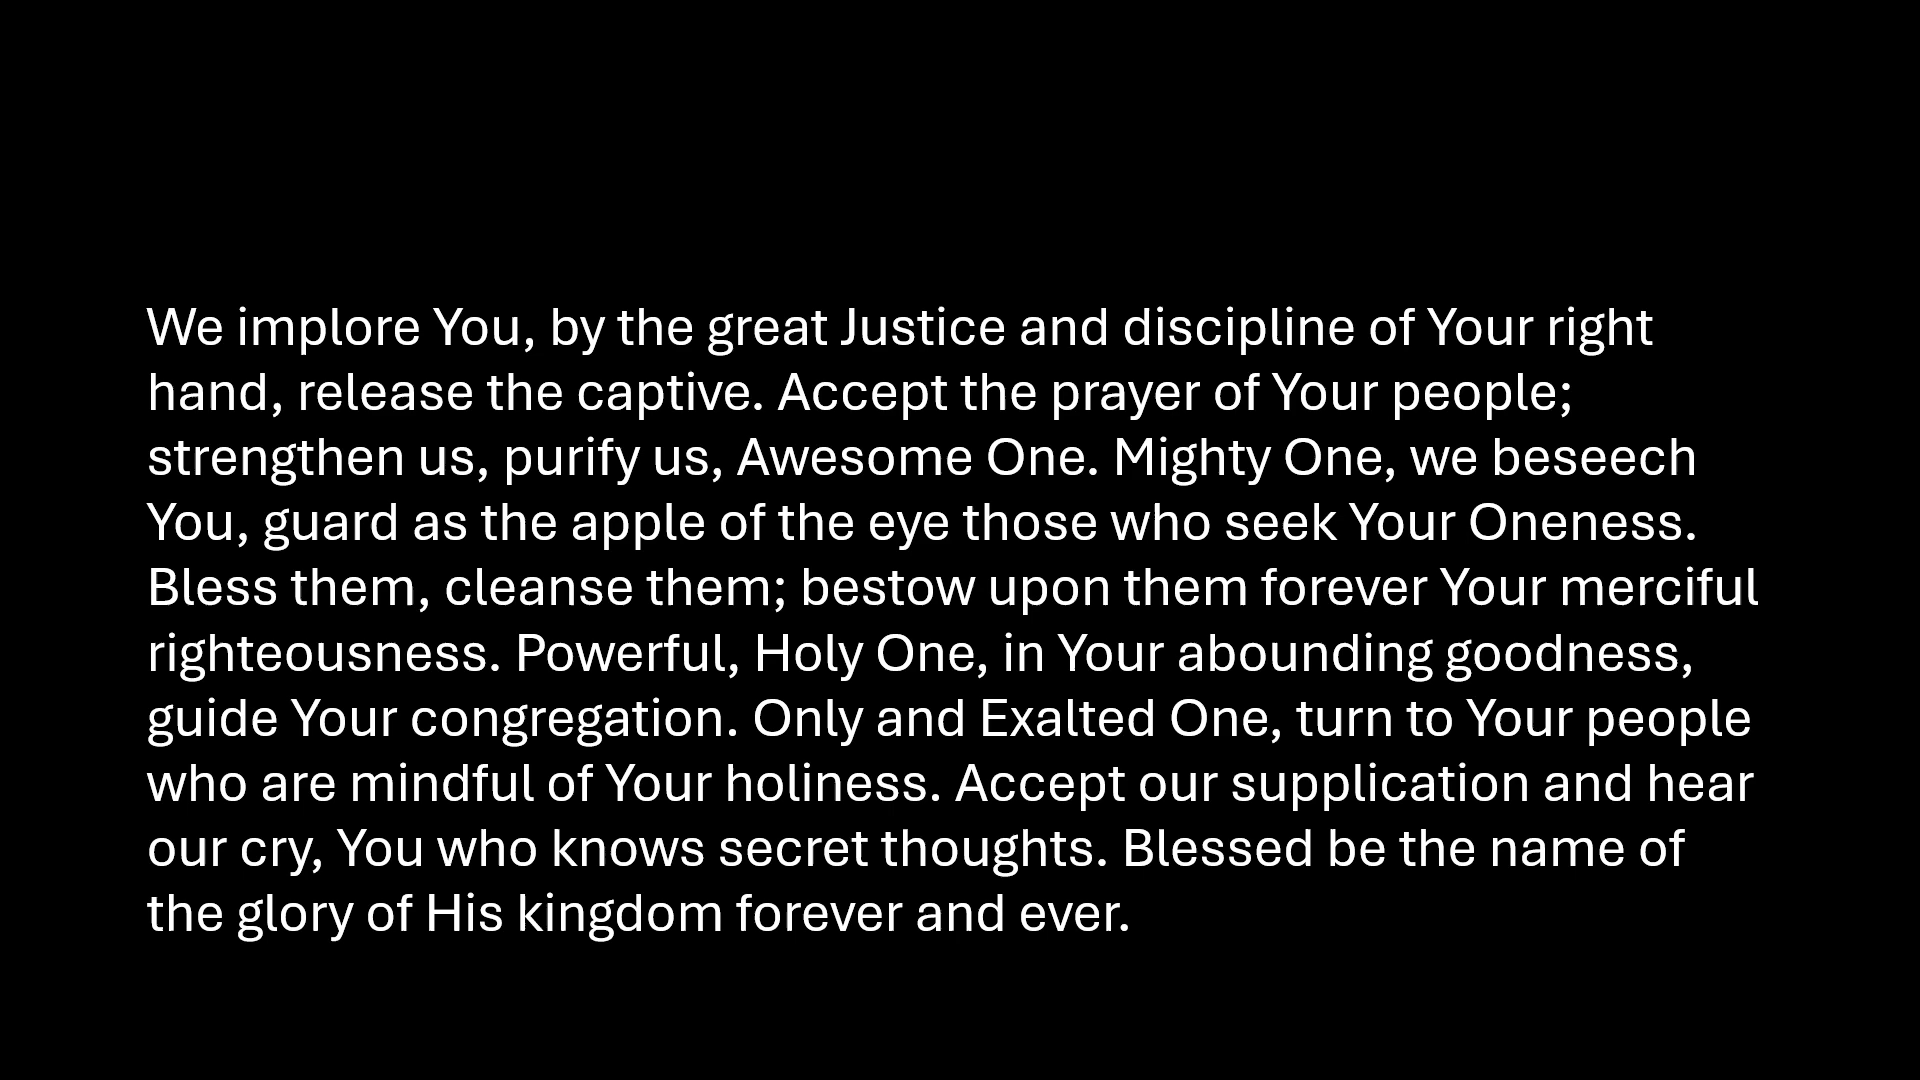 We implore You, by the great Justice and discipline of Your right
hand, release the captive. Accept the prayer of Your people;
strengthen us, purify us, Awesome One. Mighty One, we beseech
You, guard as the apple of the eye those who seek Your Oneness.
Bless them, cleanse them; bestow upon them forever Your merciful
righteousness. Powerful, Holy One, in Your abounding goodness,
guide Your congregation. Only and Exalted One, turn to Your people
who are mindful of Your holiness. Accept our supplication and hear
our cry, You who knows secret thoughts. Blessed be the name of
the glory of His kingdom forever and ever.